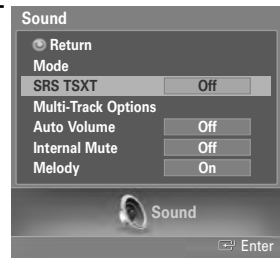 Sound
Return
Mode
SRS TSXT Off
Multi-Track Options
Auto Volume Off
Internal Mute Off
Melody On
Sound
Enter